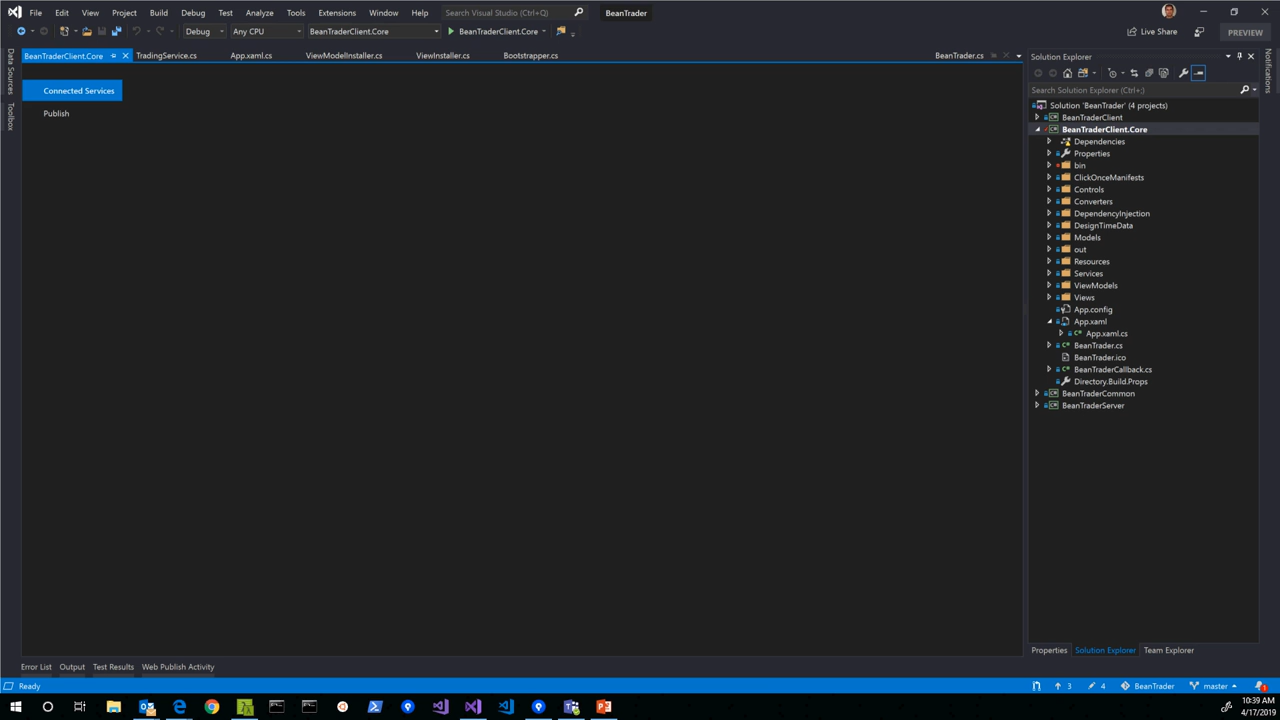 File Edit View Project Build Debug Test Analyze Tools Extensions Window Help Search Visual Studio (Ctrl+Q) BeanTrader
Debug Any CPU BeanTraderClient.Core BeanTraderClient.Core Live Share PREVIEW
BeanTraderClient.Core TradingService.cs App.xaml.cs ViewModelInstaller.cs ViewInstaller.cs Bootstrapper.cs BeanTrader.cs
Data Sources
Toolbox
Connected Services
Publish
Solution Explorer
Notifications
Search Solution Explorer (Ctrl+;)
Solution 'BeanTrader' (4 projects)
BeanTraderClient
BeanTraderClient.Core
Dependencies
Properties
bin
ClickOnceManifests
Controls
Converters
DependencyInjection
DesignTimeData
Models
out
Resources
Services
ViewModels
Views
App.config
App.xaml
App.xaml.cs
BeanTrader.cs
BeanTrader.ico
BeanTraderCallback.cs
Directory.Build.Props
BeanTraderCommon
BeanTraderServer
Properties Solution Explorer Team Explorer
Error List Output Test Results Web Publish Activity
Ready 3 4 BeanTrader master 1
10:39 AM
4/17/2019